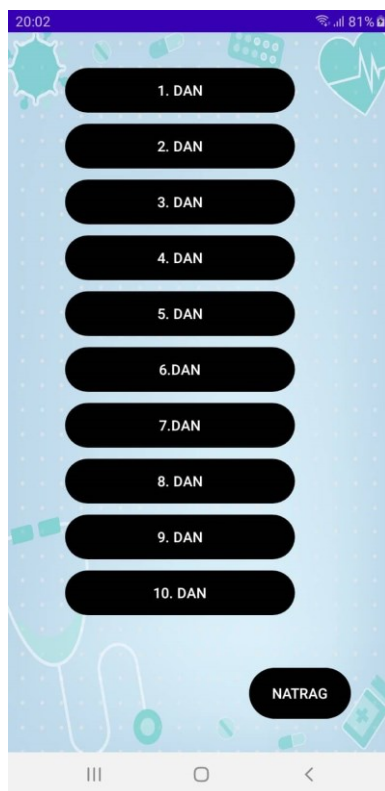 20:02 81%
1. DAN
2. DAN
3. DAN
4. DAN
5. DAN
6.DAN
7.DAN
8. DAN
9. DAN
10. DAN
NATRAG